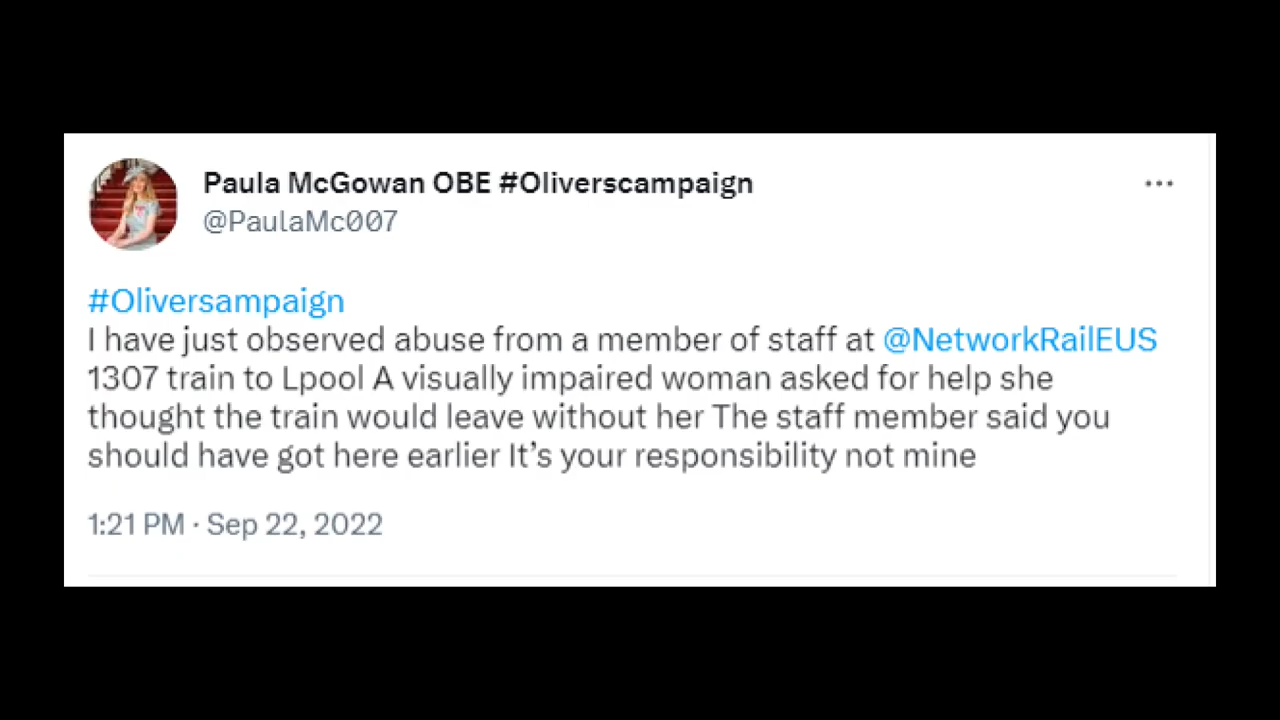 Paula McGowan OBE #Oliverscampaign
@PaulaMc007
#Oliversampaign
I have just observed abuse from a member of staff at @NetworkRailEUS
1307 train to Lpool A visually impaired woman asked for help she
thought the train would leave without her The staff member said you
should have got here earlier It’s your responsibility not mine
1:21 PM · Sep 22, 2022